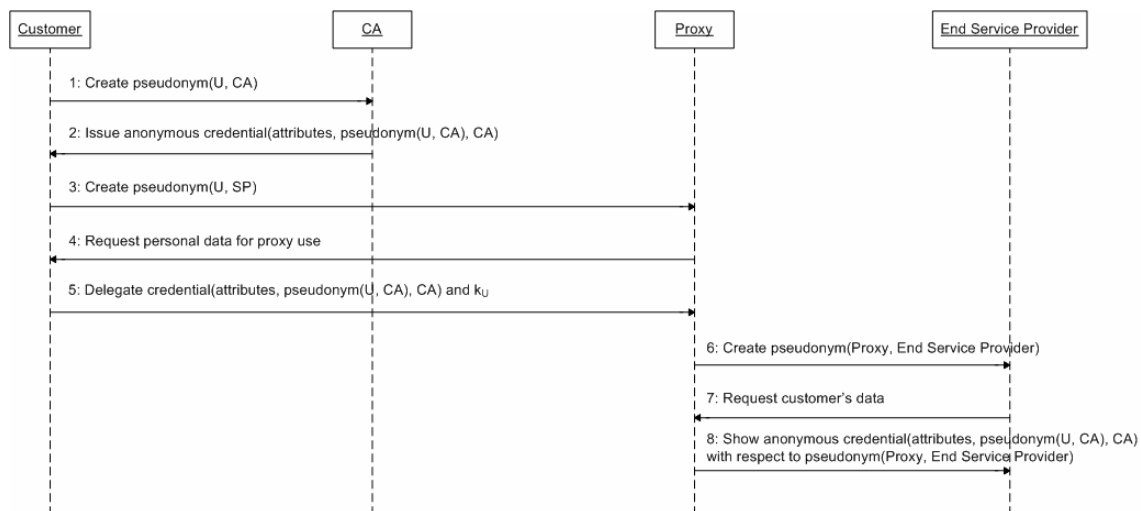 Customer
CA
Proxy
End Service Provider
1: Create pseudonym(U, CA)
2: Issue anonymous credential(attributes, pseudonym(U, CA), CA)
3: Create pseudonym(U, SP)
4: Request personal data for proxy use
5: Delegate credential(attributes, pseudonym(U, CA), CA) and kU
6: Create pseudonym(Proxy, End Service Provider)
7: Request customer's data
8: Show anonymous credential(attributes, pseudonym(U, CA), CA)
with respect to pseudonym(Proxy, End Service Provider)